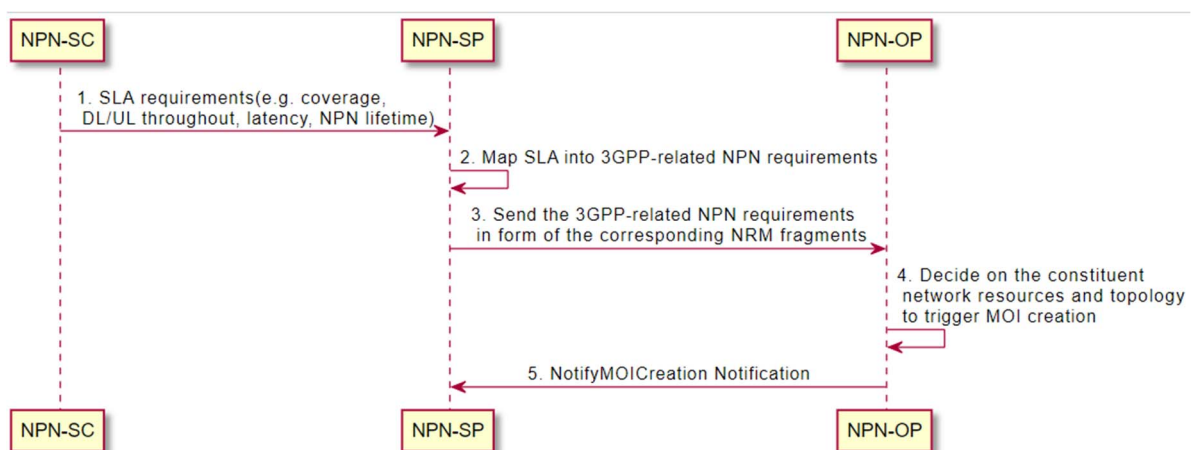 NPN-SC NPN-SP NPN-OP
1. SLA requirements(e.g. coverage,
DL/UL throughout, latency, NPN lifetime)
2. Map SLA into 3GPP-related NPN requirements
3. Send the 3GPP-related NPN requirements
in form of the corresponding NRM fragments
4. Decide on the constituent
network resources and topology
to trigger MOI creation
5. NotifyMOICreation Notification
NPN-SC NPN-SP NPN-OP